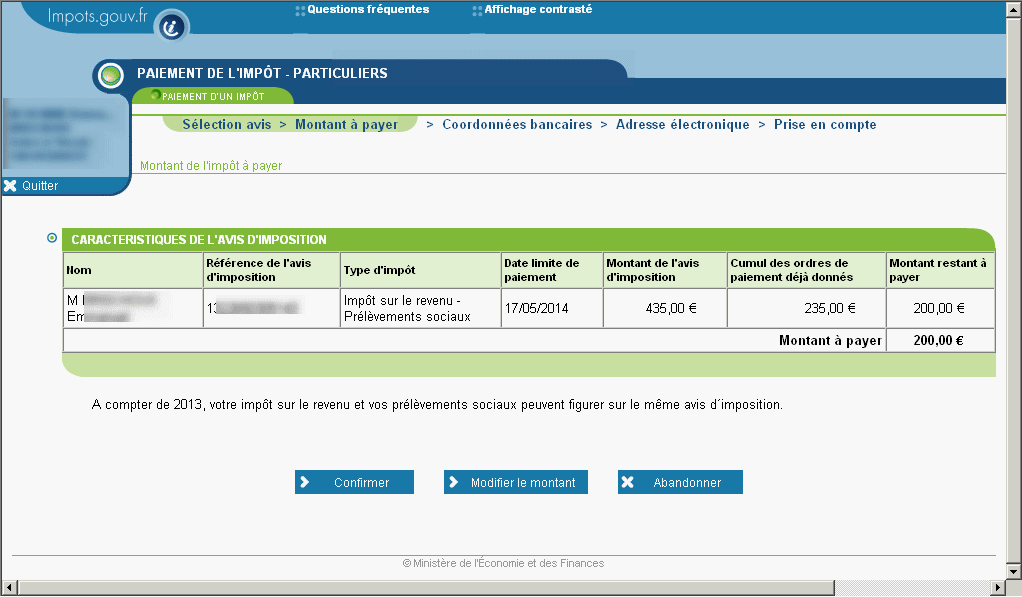 Impots.gouv.fr
Questions fréquentes
Affichage contrasté
PAIEMENT DE L'IMPÔT - PARTICULIERS
PAIEMENT D'UN IMPÔT
Sélection avis > Montant à payer > Coordonnées bancaires > Adresse électronique > Prise en compte
Montant de l'impôt à payer
Quitter
CARACTERISTIQUES DE L'AVIS D'IMPOSITION
Nom
Référence de l'avis
d'imposition
Type d'impôt
Date limite de
paiement
Montant de l'avis
d'imposition
Cumul des ordres de
paiement déjà donnés
Montant restant à
payer
M
Impôt sur le revenu -
Prélèvements sociaux
17/05/2014
435,00 €
235,00 €
200,00 €
Montant à payer
200,00 €
A compter de 2013, votre impôt sur le revenu et vos prélèvements sociaux peuvent figurer sur le même avis d´imposition.
Confirmer
Modifier le montant
Abandonner
© Ministère de l'Économie et des Finances